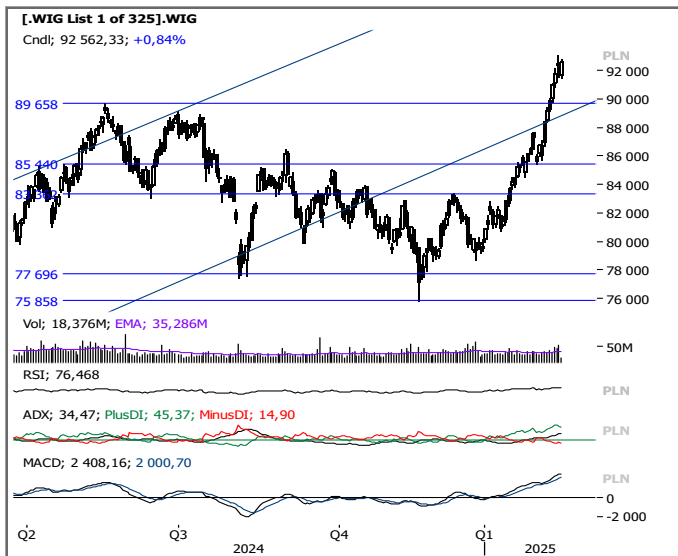 [.WIG List 1 of 325].WIG
Cndl; 92 562,33; +0,84%
PLN
92 000
90 000
89 658
88 000
86 000
85 440
84 000
82 000
80 000
78 000
77 696
76 000
75 858
Vol; 18,376M; EMA; 35,286M
50M
RSI; 76,468
PLN
ADX; 34,47; PlusDI; 45,37; MinusDI; 14,90
PLN
MACD; 2 408,16; 2 000,70
PLN
0
-2 000
Q2 Q3 Q4 Q1
2024 2025